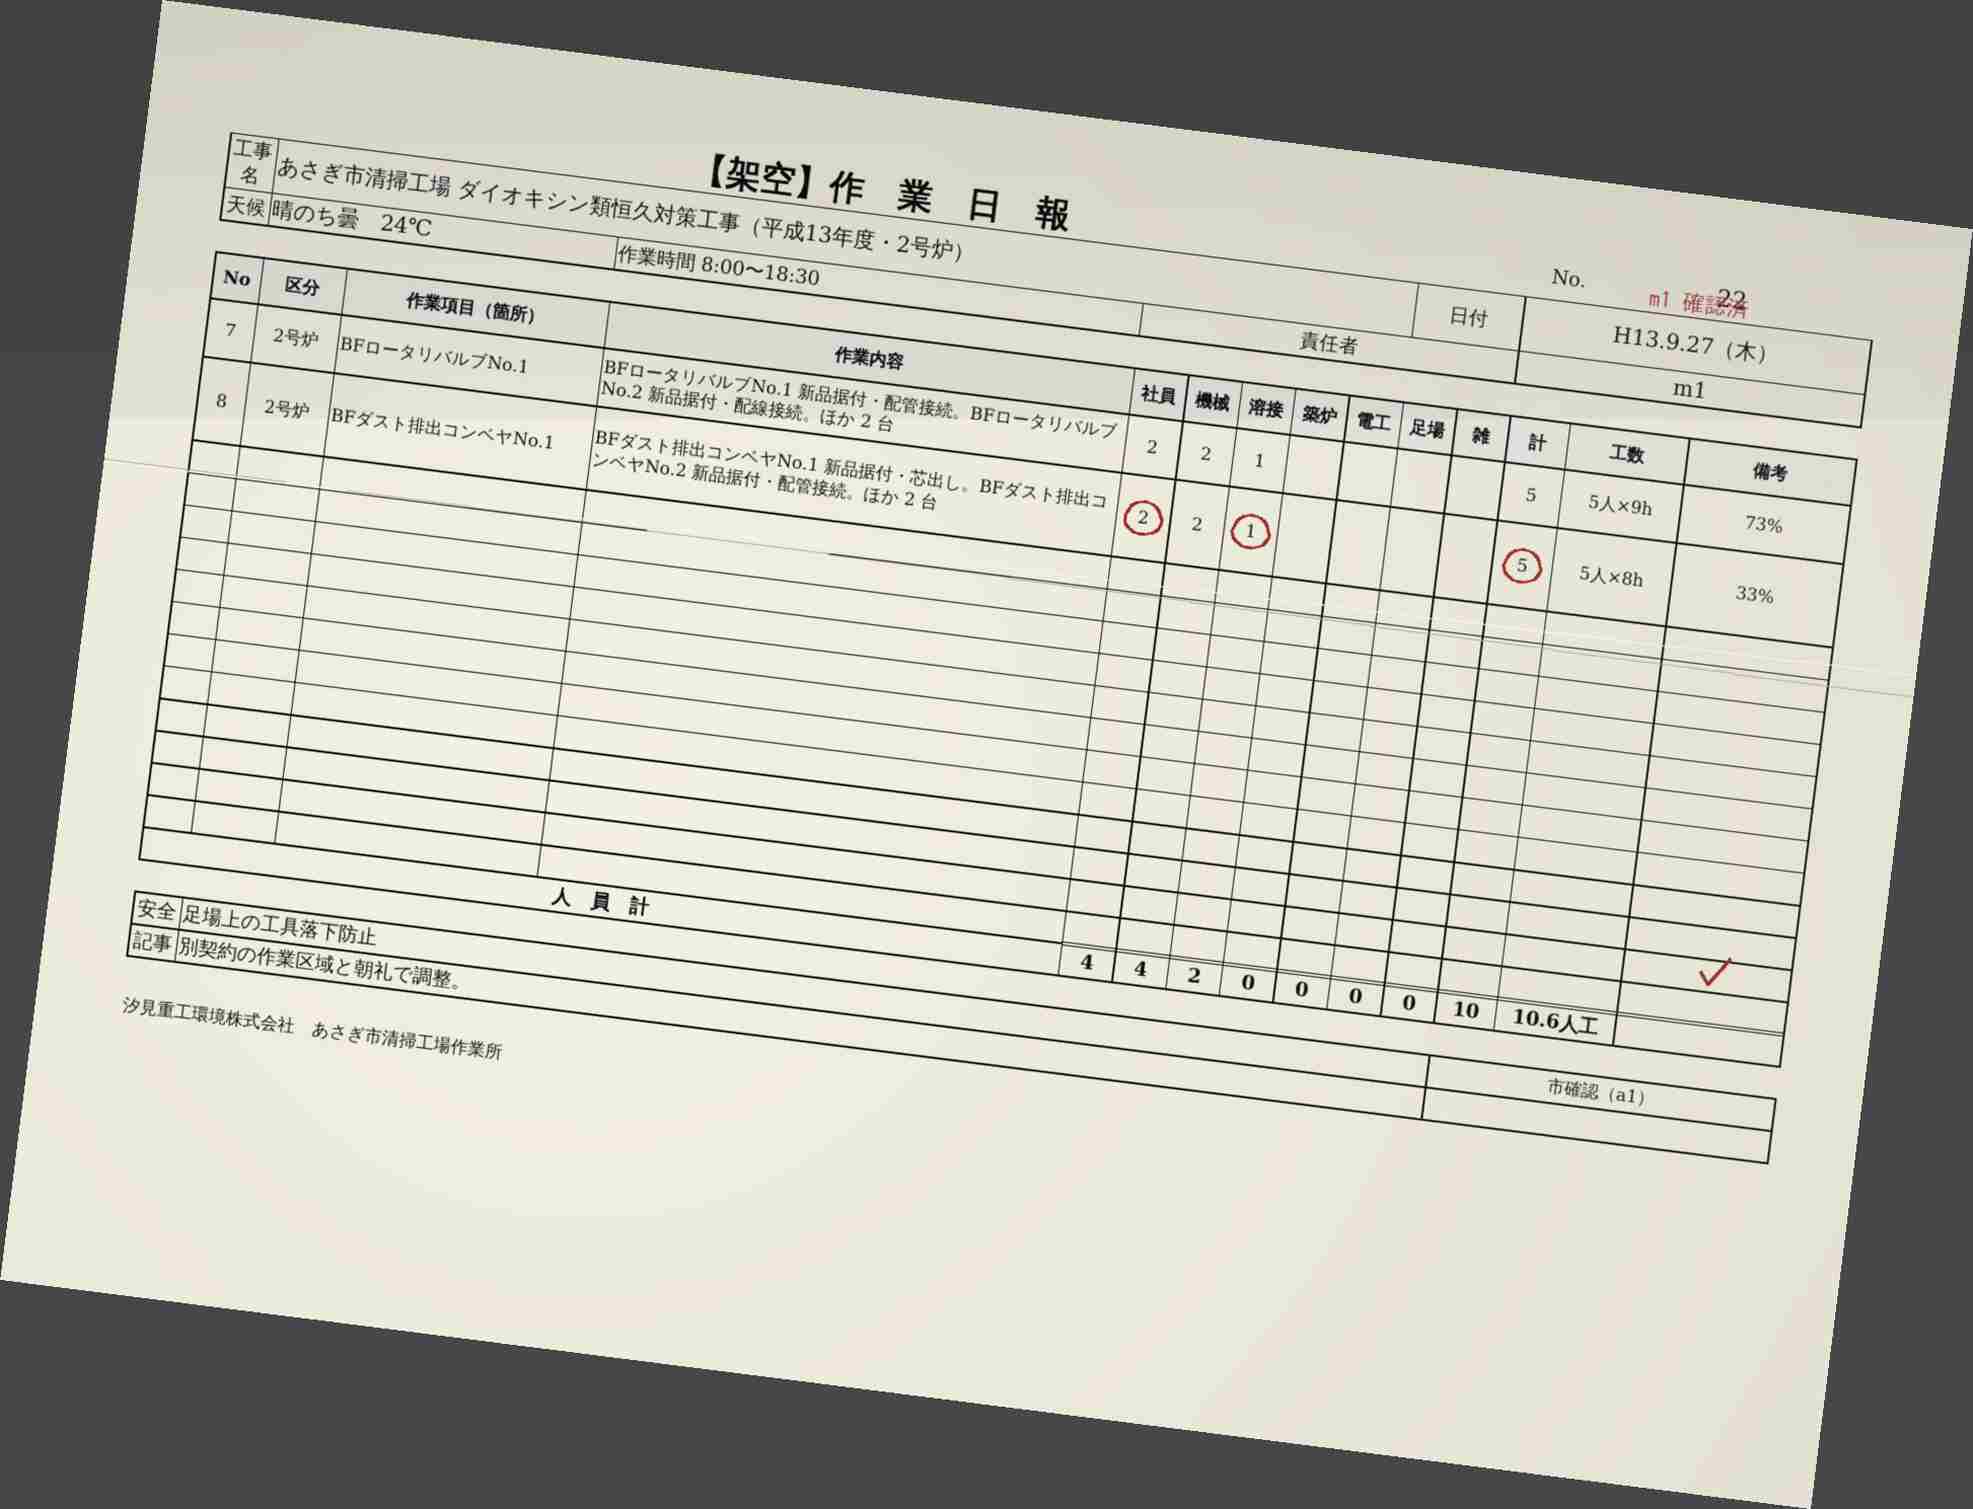 【架空】作 業 日 報
No. 22
m1 確認済
工事名 あさぎ市清掃工場 ダイオキシン類恒久対策工事（平成13年度・2号炉） 日付 H13.9.27（木）
天候 晴のち曇 24℃ 作業時間 8:00〜18:30 責任者 m1
No 区分 作業項目（箇所） 作業内容 社員 機械 溶接 築炉 電工 足場 雑 計 工数 備考
7 2号炉 BFロータリバルブNo.1 BFロータリバルブNo.1 新品据付・配管接続。BFロータリバルブ
No.2 新品据付・配線接続。ほか 2 台 2 2 1 5 5人×9h 73%
8 2号炉 BFダスト排出コンベヤNo.1 BFダスト排出コンベヤNo.1 新品据付・芯出し。BFダスト排出コ
ンベヤNo.2 新品据付・配管接続。ほか 2 台 2 2 1 5 5人×8h 33%
人 員 計 4 4 2 0 0 0 0 10 10.6人工
安全 足場上の工具落下防止 市確認（a1）
記事 別契約の作業区域と朝礼で調整。
汐見重工環境株式会社 あさぎ市清掃工場作業所